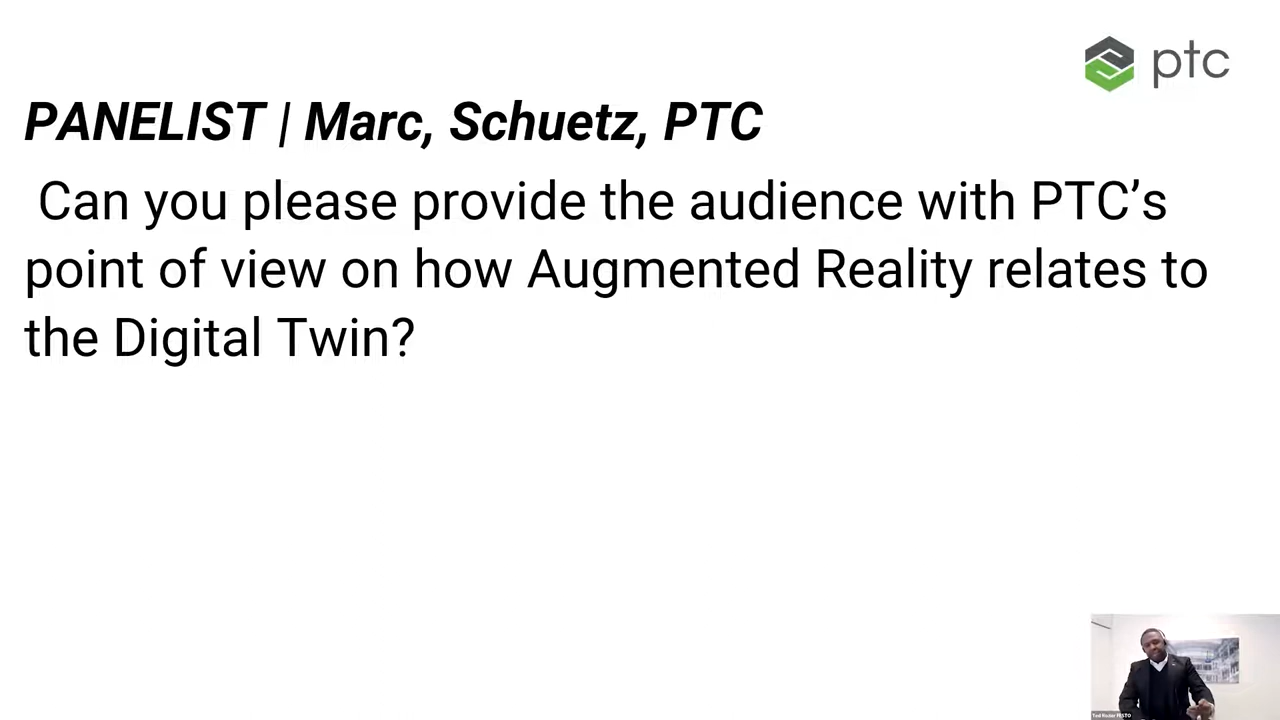 ptc
PANELIST | Marc, Schuetz, PTC
Can you please provide the audience with PTC’s
point of view on how Augmented Reality relates to
the Digital Twin?